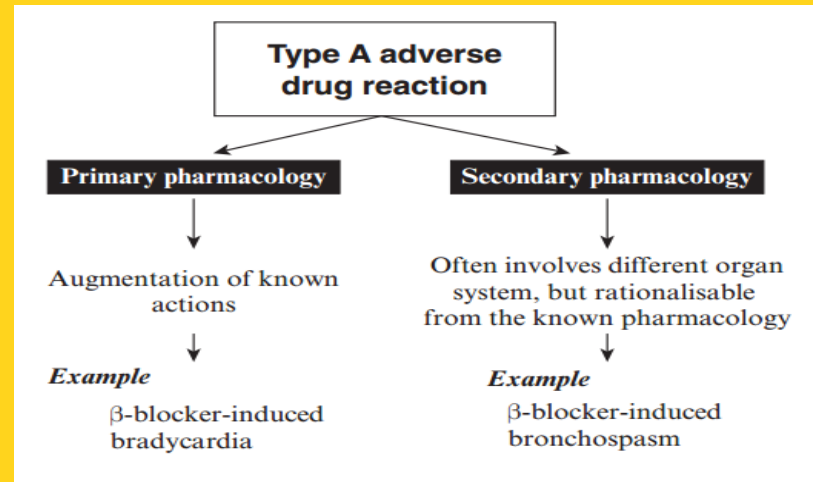 Type A adverse
drug reaction
Primary pharmacology
Secondary pharmacology
Augmentation of known
actions
Often involves different organ
system, but rationalisable
from the known pharmacology
Example
β-blocker-induced
bradycardia
Example
β-blocker-induced
bronchospasm